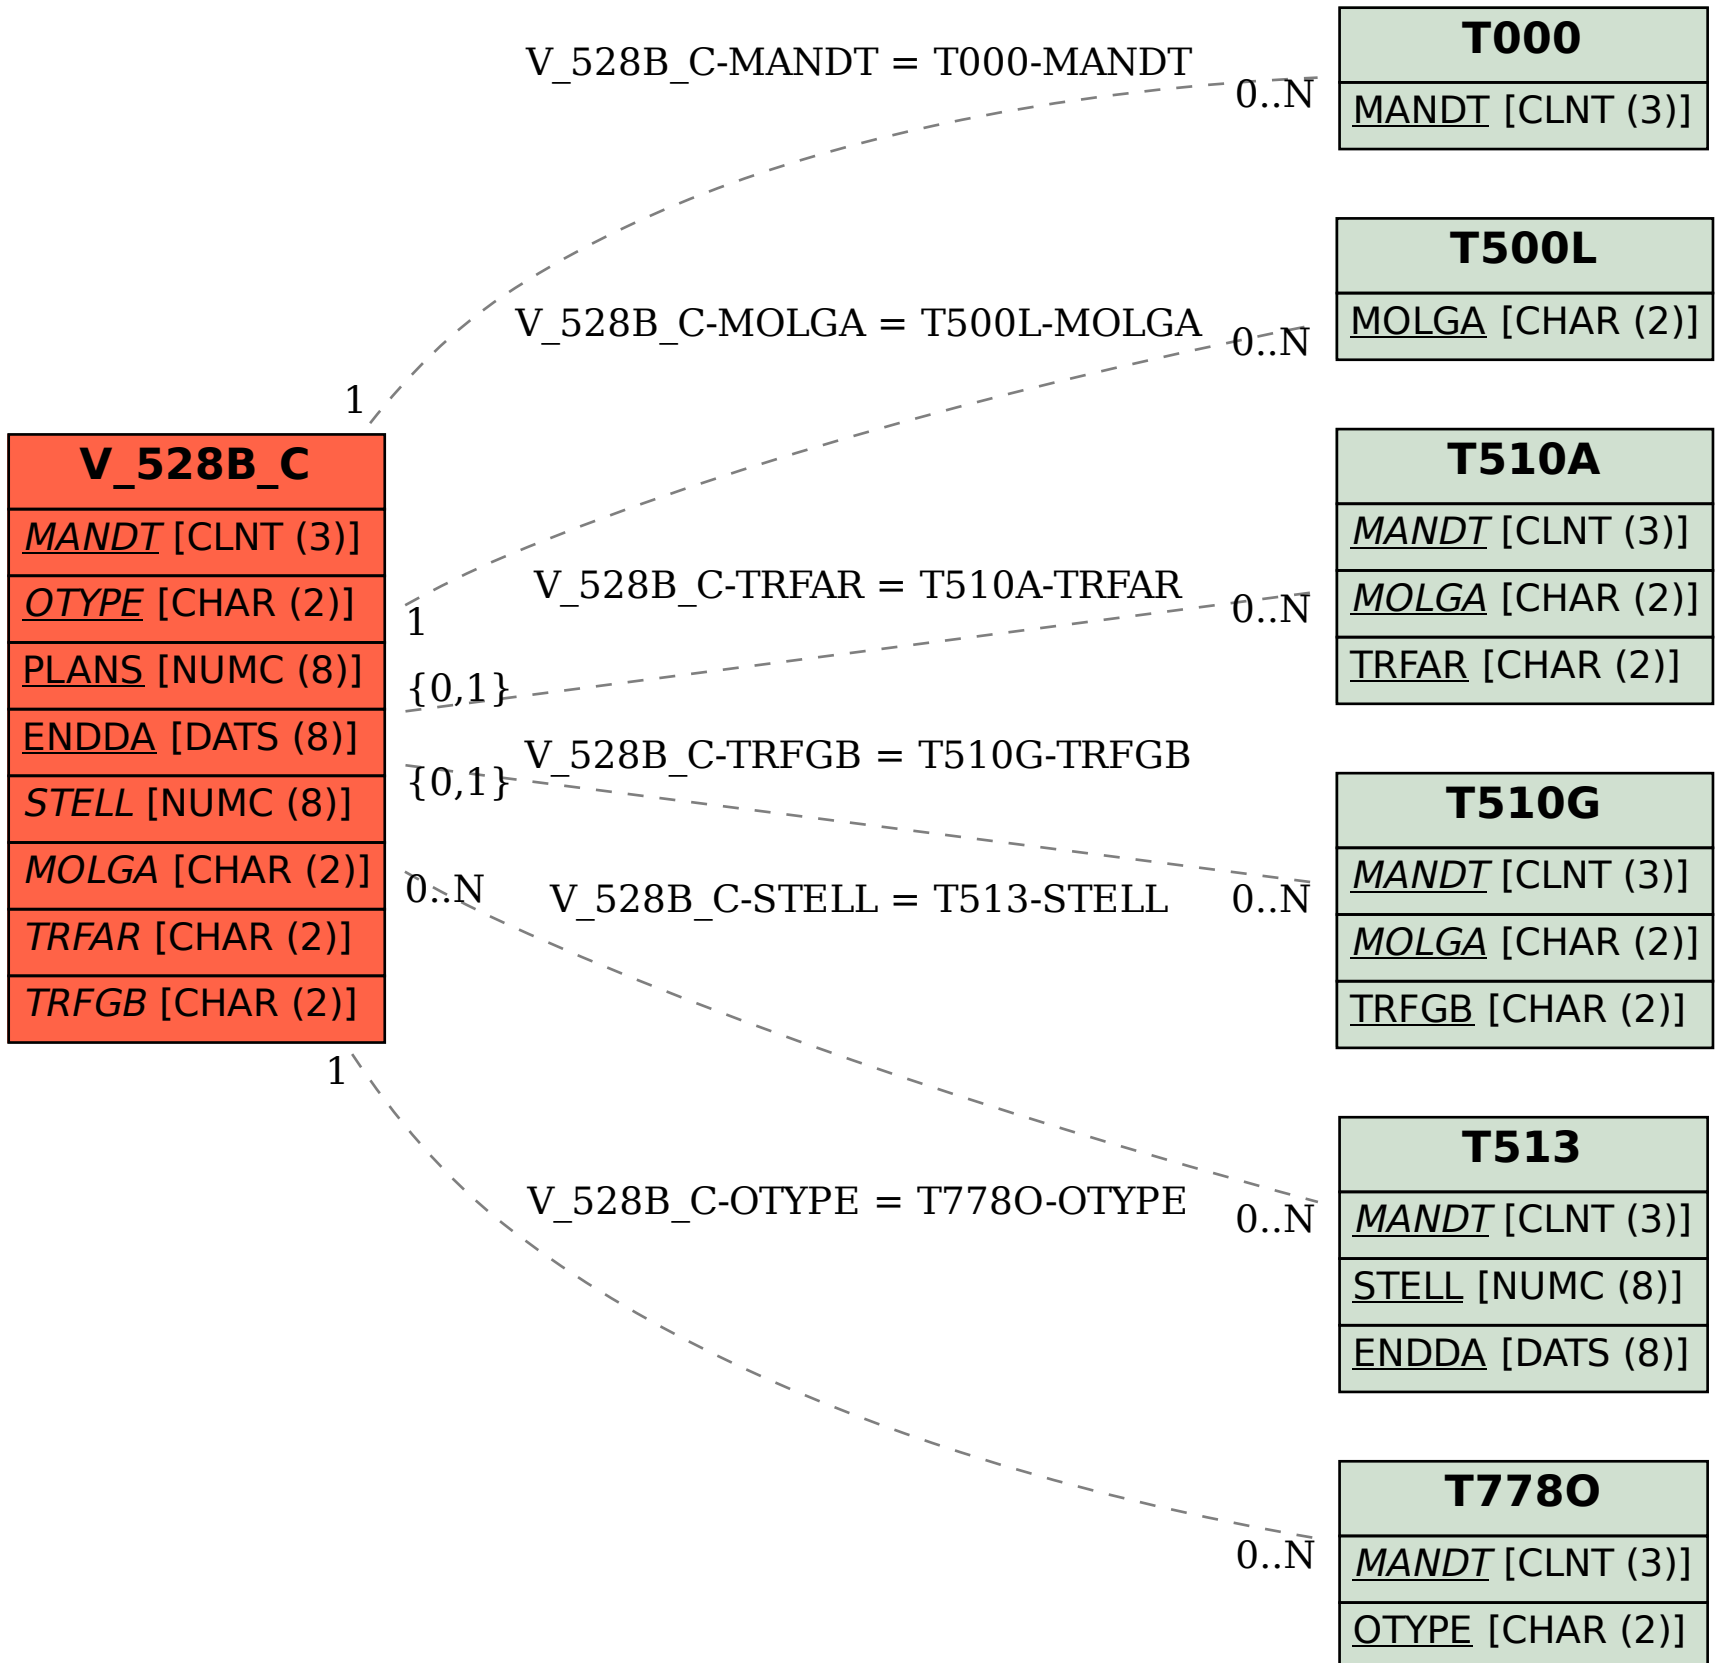 V_528B_C-MANDT = T000-MANDT
0..N
1
T000
MANDT [CLNT (3)]
V_528B_C-MOLGA = T500L-MOLGA
0..N
1
T500L
MOLGA [CHAR (2)]
V_528B_C
MANDT [CLNT (3)]
OTYPE [CHAR (2)]
PLANS [NUMC (8)]
ENDDA [DATS (8)]
STELL [NUMC (8)]
MOLGA [CHAR (2)]
TRFAR [CHAR (2)]
TRFGB [CHAR (2)]
V_528B_C-TRFAR = T510A-TRFAR
0..N
{0,1}
T510A
MANDT [CLNT (3)]
MOLGA [CHAR (2)]
TRFAR [CHAR (2)]
V_528B_C-TRFGB = T510G-TRFGB
{0,1}
0..N
T510G
MANDT [CLNT (3)]
MOLGA [CHAR (2)]
TRFGB [CHAR (2)]
0..N
V_528B_C-STELL = T513-STELL
0..N
T513
MANDT [CLNT (3)]
STELL [NUMC (8)]
ENDDA [DATS (8)]
1
V_528B_C-OTYPE = T778O-OTYPE
0..N
T778O
MANDT [CLNT (3)]
OTYPE [CHAR (2)]